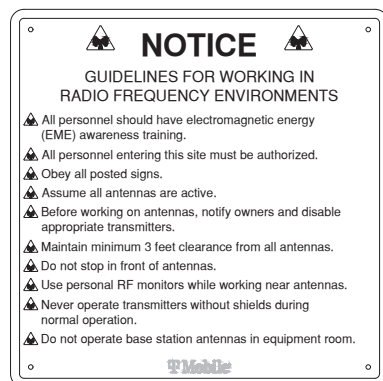 NOTICE
GUIDELINES FOR WORKING IN
RADIO FREQUENCY ENVIRONMENTS
All personnel should have electromagnetic energy
(EME) awareness training.
All personnel entering this site must be authorized.
Obey all posted signs.
Assume all antennas are active.
Before working on antennas, notify owners and disable
appropriate transmitters.
Maintain minimum 3 feet clearance from all antennas.
Do not stop in front of antennas.
Use personal RF monitors while working near antennas.
Never operate transmitters without shields during
normal operation.
Do not operate base station antennas in equipment room.
T Mobile